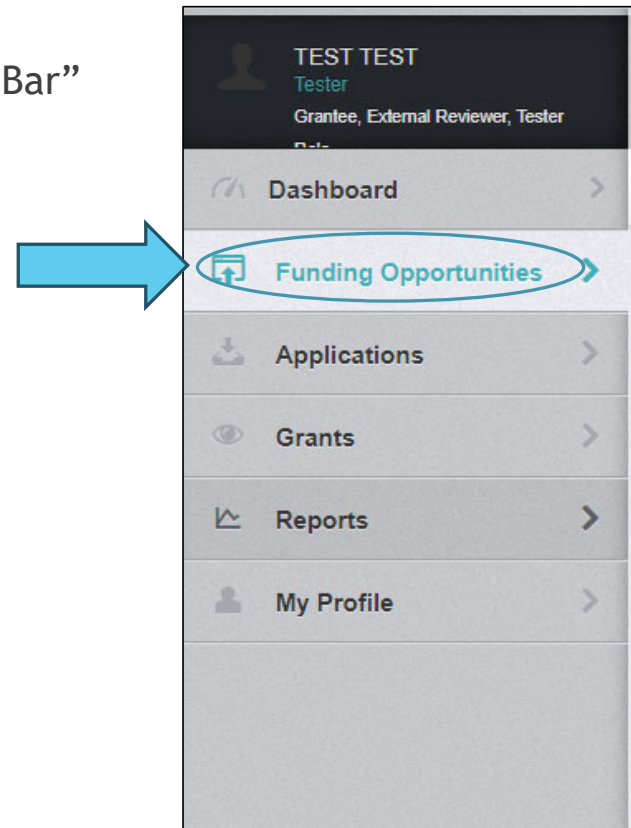 Bar”
TEST TEST
Tester
Grantee, External Reviewer, Tester
Dashboard
Funding Opportunities
Applications
Grants
Reports
My Profile